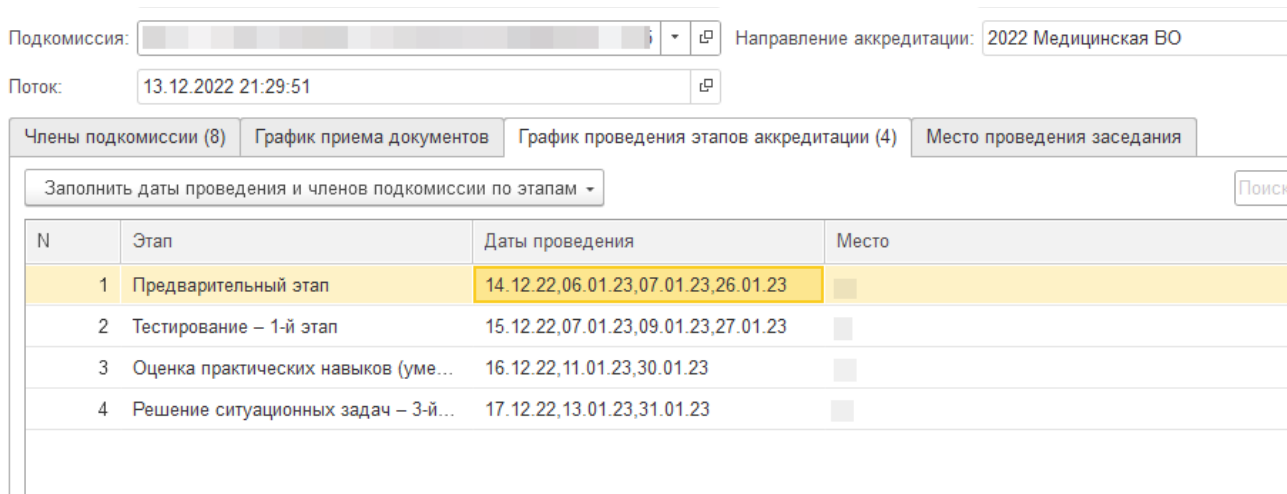 Подкомиссия: Направление аккредитации: 2022 Медицинская ВО
Поток: 13.12.2022 21:29:51
Члены подкомиссии (8) График приема документов График проведения этапов аккредитации (4) Место проведения заседания
Заполнить даты проведения и членов подкомиссии по этапам Поиск
N Этап Даты проведения Место
1 Предварительный этап 14.12.22,06.01.23,07.01.23,26.01.23
2 Тестирование – 1-й этап 15.12.22,07.01.23,09.01.23,27.01.23
3 Оценка практических навыков (уме... 16.12.22,11.01.23,30.01.23
4 Решение ситуационных задач – 3-й... 17.12.22,13.01.23,31.01.23